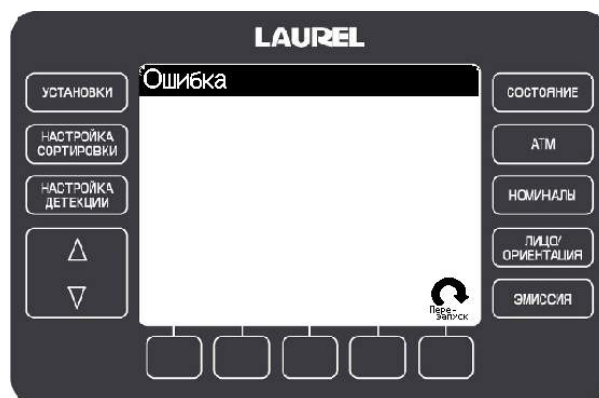 LAUREL
Ошибка
УСТАНОВКИ
НАСТРОЙКА
СОРТИРОВКИ
НАСТРОЙКА
ДЕТЕКЦИИ
СОСТОЯНИЕ
АТМ
НОМИНАЛЫ
ЛИЦО/
ОРИЕНТАЦИЯ
ЭМИССИЯ
Пере-
запуск